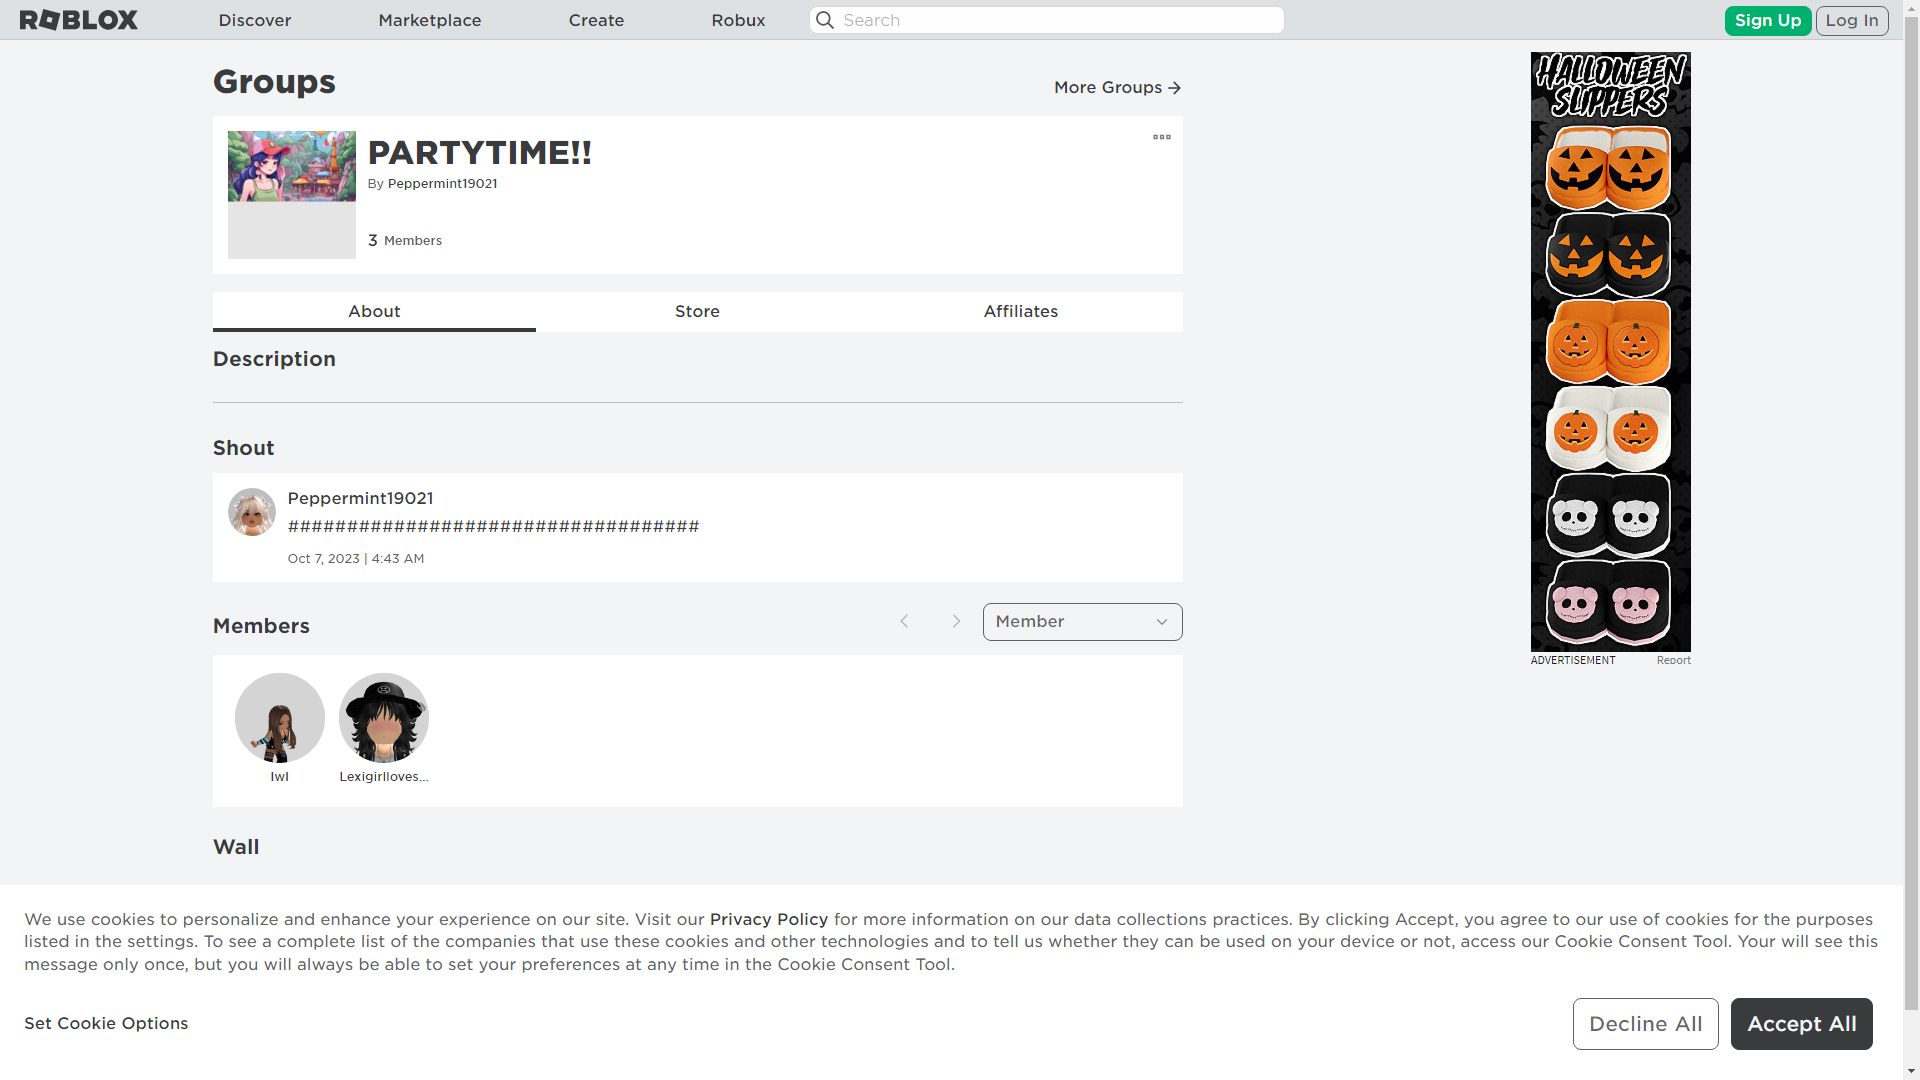 ROBLOX
Discover
Marketplace
Create
Robux
Search
Sign Up
Log In
Groups
More Groups
PARTYTIME!!
By Peppermint19021
3 Members
About
Store
Affiliates
Description
Shout
Peppermint19021
###################################
Oct 7, 2023 | 4:43 AM
Members
Member
Lexigirlloves...
Wall
HALLOWEEN
SLIPPERS
ADVERTISEMENT
Report
We use cookies to personalize and enhance your experience on our site. Visit our Privacy Policy for more information on our data collections practices. By clicking Accept, you agree to our use of cookies for the purposes
listed in the settings. To see a complete list of the companies that use these cookies and other technologies and to tell us whether they can be used on your device or not, access our Cookie Consent Tool. Your will see this
message only once, but you will always be able to set your preferences at any time in the Cookie Consent Tool.
Set Cookie Options
Decline All
Accept All